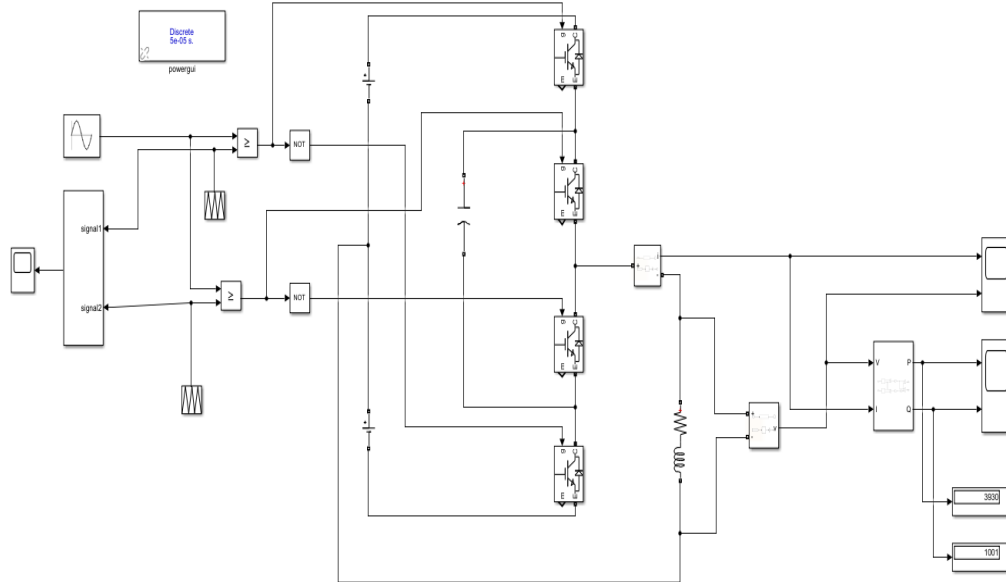 Discrete
5e-05 s.
powergui
≥
NOT
signal1
signal2
≥
NOT
g
C
E
g
C
E
g
C
E
g
C
E
+
i
-
+
v
-
V
I
P
Q
3930
1001